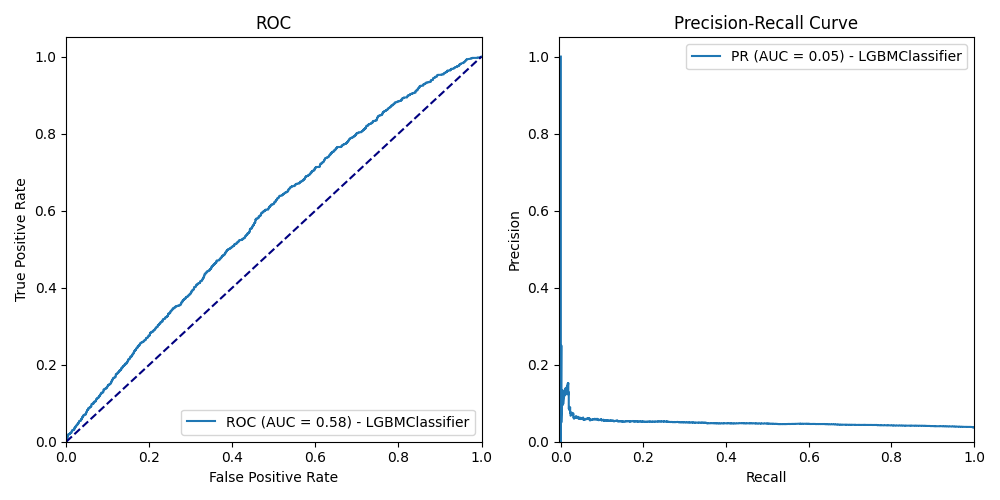 ROC
True Positive Rate
1.0
0.8
0.6
0.4
0.2
0.0
0.0 0.2 0.4 0.6 0.8 1.0
False Positive Rate
ROC (AUC = 0.58) - LGBMClassifier
Precision-Recall Curve
PR (AUC = 0.05) - LGBMClassifier
Precision
1.0
0.8
0.6
0.4
0.2
0.0
0.0 0.2 0.4 0.6 0.8 1.0
Recall